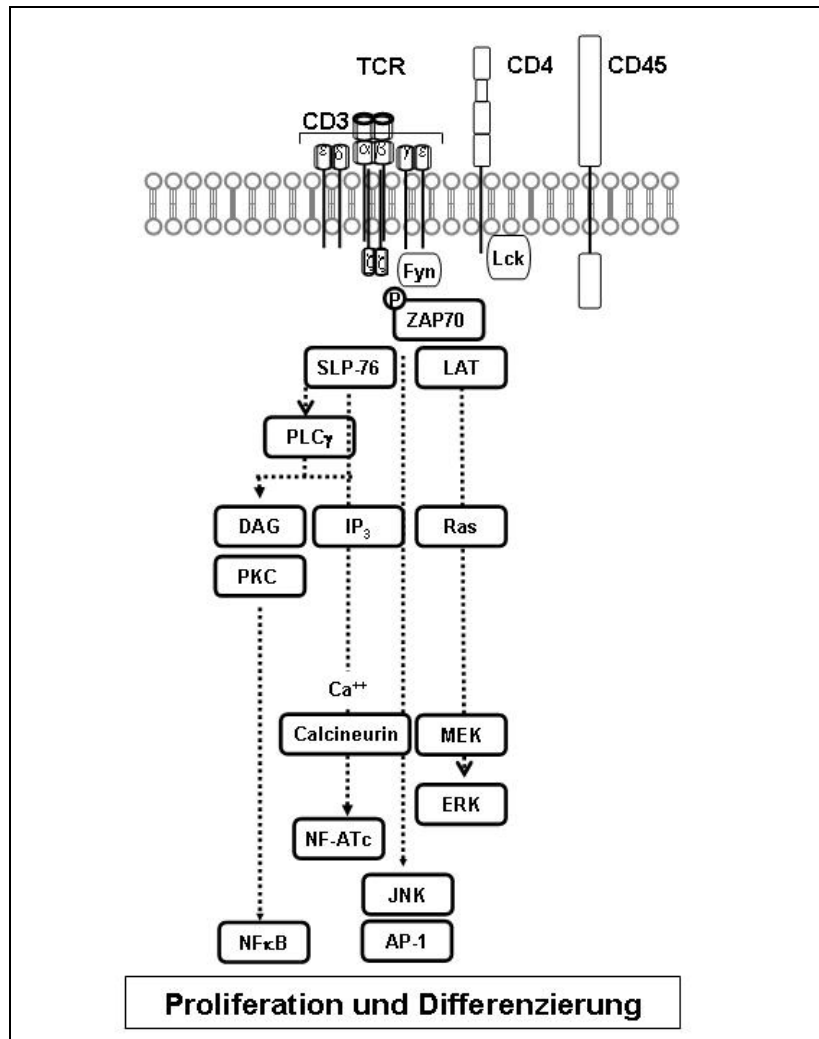 TCR
CD4
CD45
CD3
ε δ α β γ ε
ζ ζ
Fyn
Lck
P
ZAP70
SLP-76
LAT
PLCγ
DAG
IP₃
Ras
PKC
Ca⁺⁺
Calcineurin
MEK
ERK
NF-ATc
JNK
NFκB
AP-1
Proliferation und Differenzierung